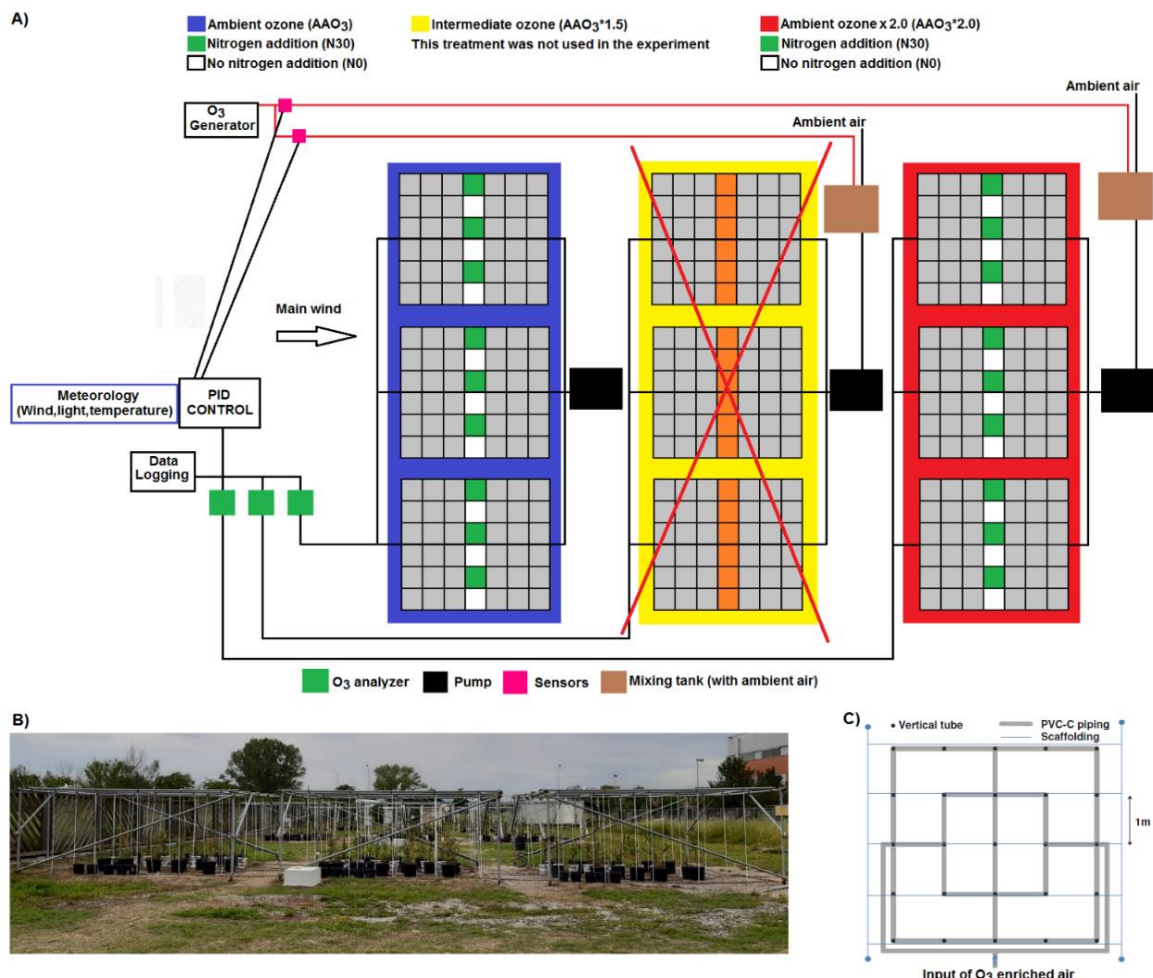 A)
Ambient ozone (AAO₃)
Nitrogen addition (N30)
No nitrogen addition (N0)
Intermediate ozone (AAO₃*1.5)
This treatment was not used in the experiment
Ambient ozone x 2.0 (AAO₃*2.0)
Nitrogen addition (N30)
No nitrogen addition (N0)
Ambient air
O₃
Generator
Ambient air
Main wind
Meteorology
(Wind,light,temperature)
PID
CONTROL
Data
Logging
O₃ analyzer
Pump
Sensors
Mixing tank (with ambient air)
B)
C)
Vertical tube
PVC-C piping
Scaffolding
1m
Input of O₃ enriched air